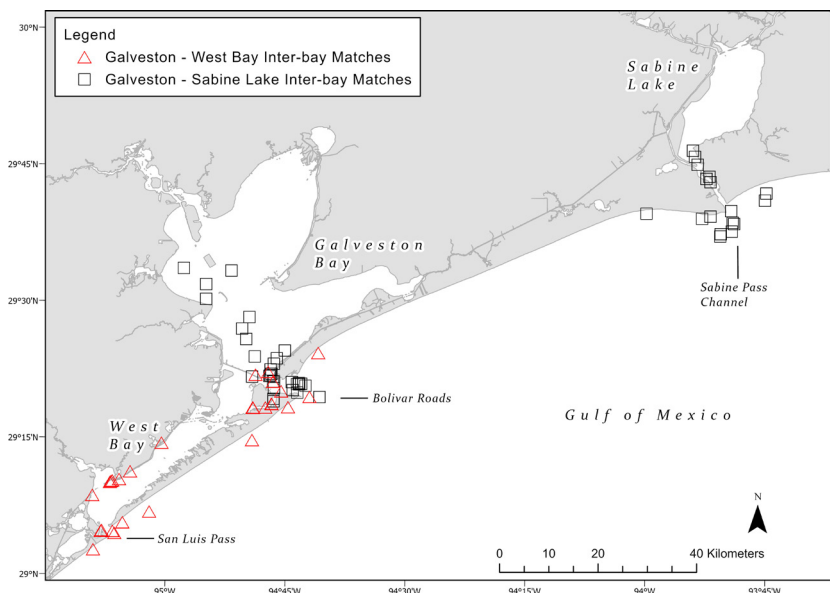 30°N
Legend
Galveston - West Bay Inter-bay Matches
Galveston - Sabine Lake Inter-bay Matches
Sabine
Lake
29°45'N
Galveston
Bay
Sabine Pass
Channel
29°30'N
Bolivar Roads
Gulf of Mexico
West
Bay
29°15'N
San Luis Pass
N
0 10 20 40 Kilometers
29°N
95°W
94°45'W
94°30'W
94°15'W
94°W
93°45'W